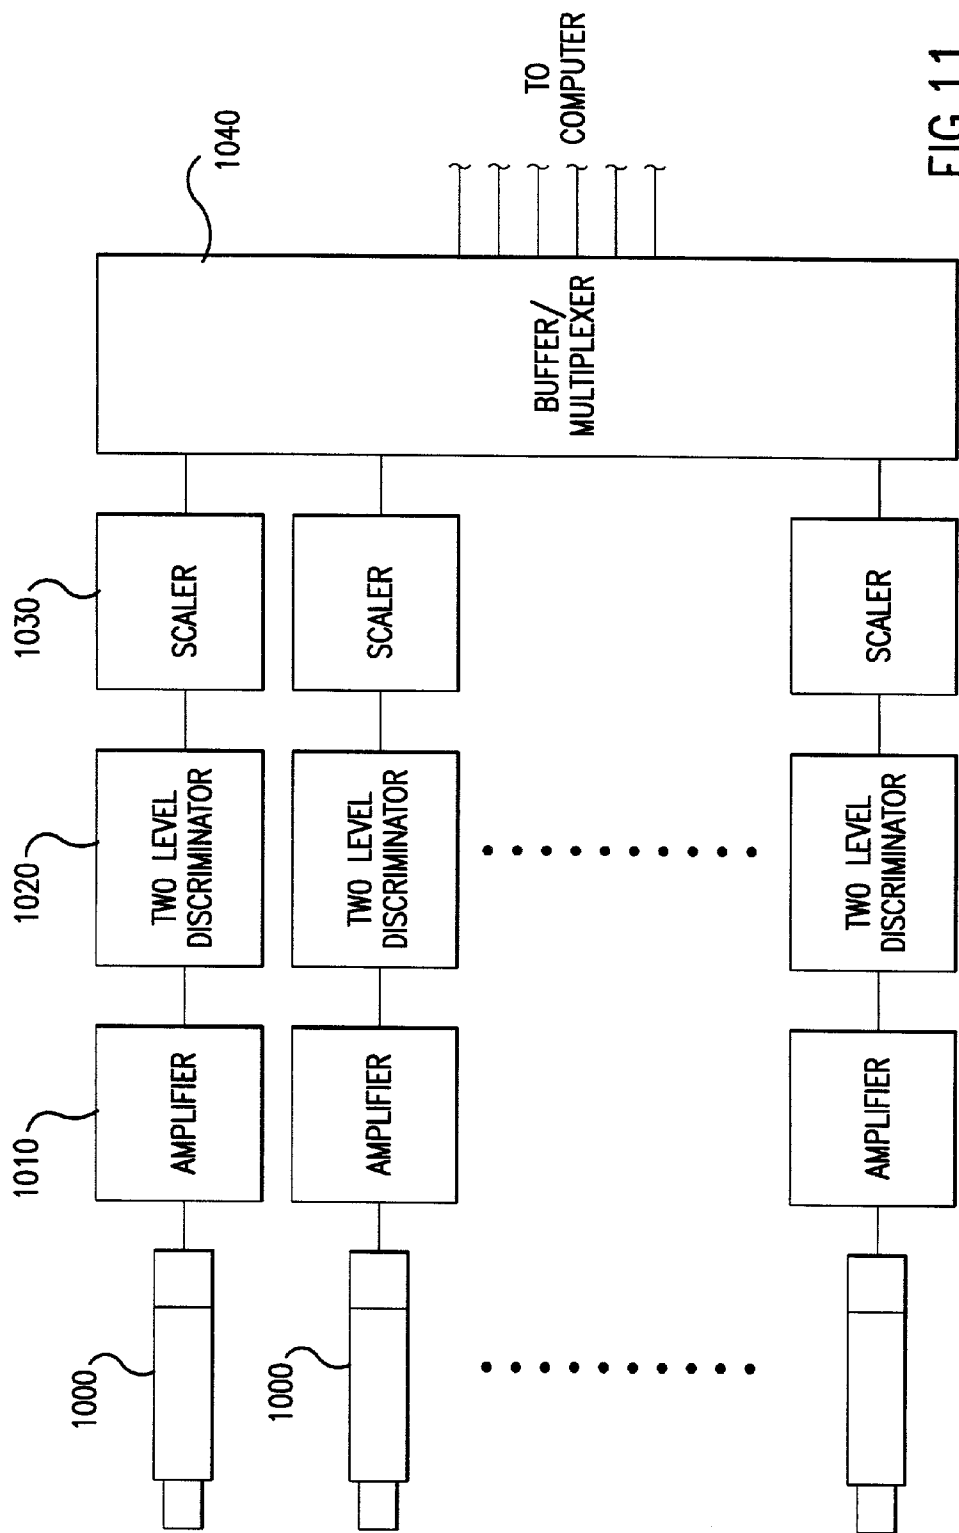 1000
1010
1020
1030
1040
AMPLIFIER
TWO LEVEL
DISCRIMINATOR
SCALER
1000
AMPLIFIER
TWO LEVEL
DISCRIMINATOR
SCALER
BUFFER/
MULTIPLEXER
TO
COMPUTER
AMPLIFIER
TWO LEVEL
DISCRIMINATOR
SCALER
FIG. 11